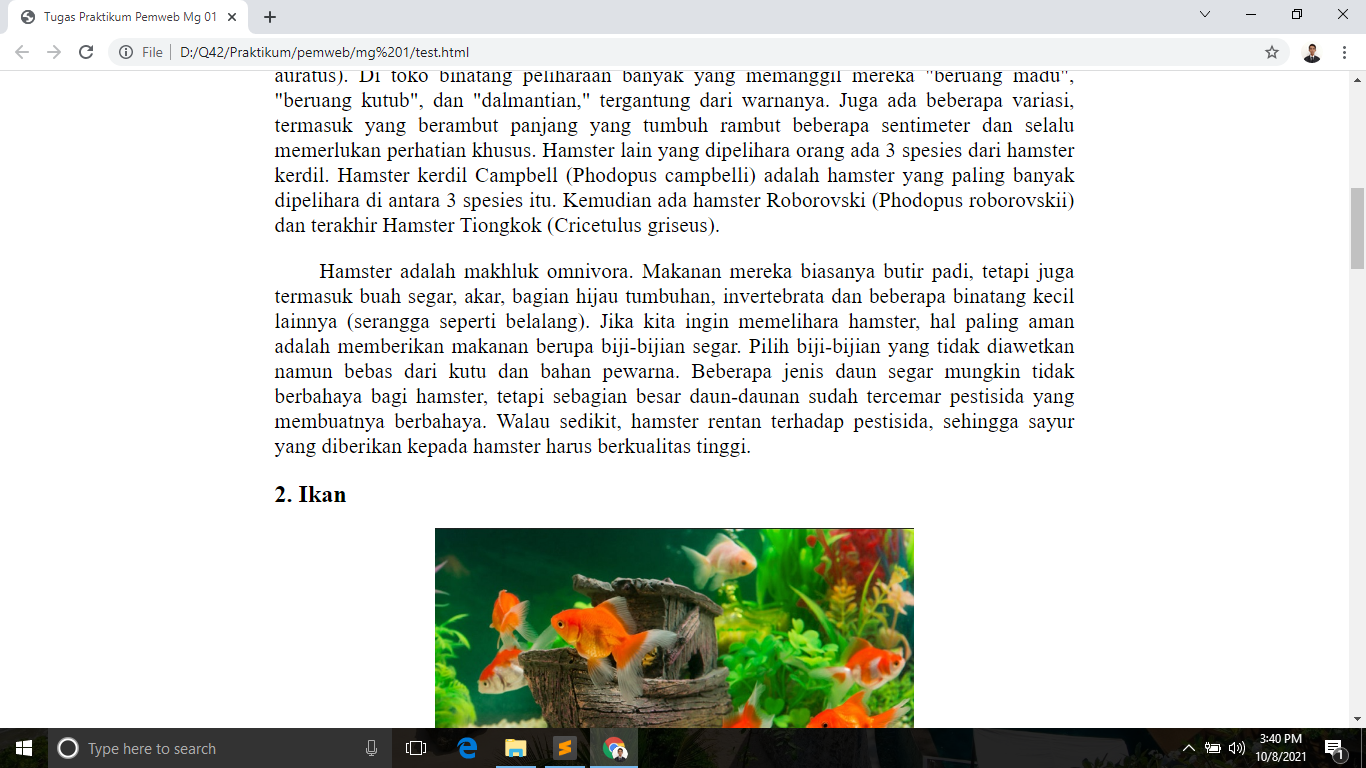 Tugas Praktikum Pemweb Mg 01
File
D:/Q42/Praktikum/pemweb/mg%201/test.html
auratus). Di toko binatang peliharaan banyak yang memanggil mereka "beruang madu",
"beruang kutub", dan "dalmantian," tergantung dari warnanya. Juga ada beberapa variasi,
termasuk yang berambut panjang yang tumbuh rambut beberapa sentimeter dan selalu
memerlukan perhatian khusus. Hamster lain yang dipelihara orang ada 3 spesies dari hamster
kerdil. Hamster kerdil Campbell (Phodopus campbelli) adalah hamster yang paling banyak
dipelihara di antara 3 spesies itu. Kemudian ada hamster Roborovski (Phodopus roborovskii)
dan terakhir Hamster Tiongkok (Cricetulus griseus).
Hamster adalah makhluk omnivora. Makanan mereka biasanya butir padi, tetapi juga
termasuk buah segar, akar, bagian hijau tumbuhan, invertebrata dan beberapa binatang kecil
lainnya (serangga seperti belalang). Jika kita ingin memelihara hamster, hal paling aman
adalah memberikan makanan berupa biji-bijian segar. Pilih biji-bijian yang tidak diawetkan
namun bebas dari kutu dan bahan pewarna. Beberapa jenis daun segar mungkin tidak
berbahaya bagi hamster, tetapi sebagian besar daun-daunan sudah tercemar pestisida yang
membuatnya berbahaya. Walau sedikit, hamster rentan terhadap pestisida, sehingga sayur
yang diberikan kepada hamster harus berkualitas tinggi.
2. Ikan
Type here to search
3:40 PM
10/8/2021
1